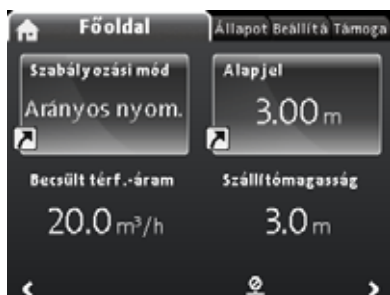 Főoldal Állapot Beállítá Támoga
Szabályozási mód Alapjel
Arányos nyom. 3.00 m
Becsült térf.-áram Szállítómagasság
20.0 m³/h 3.0 m